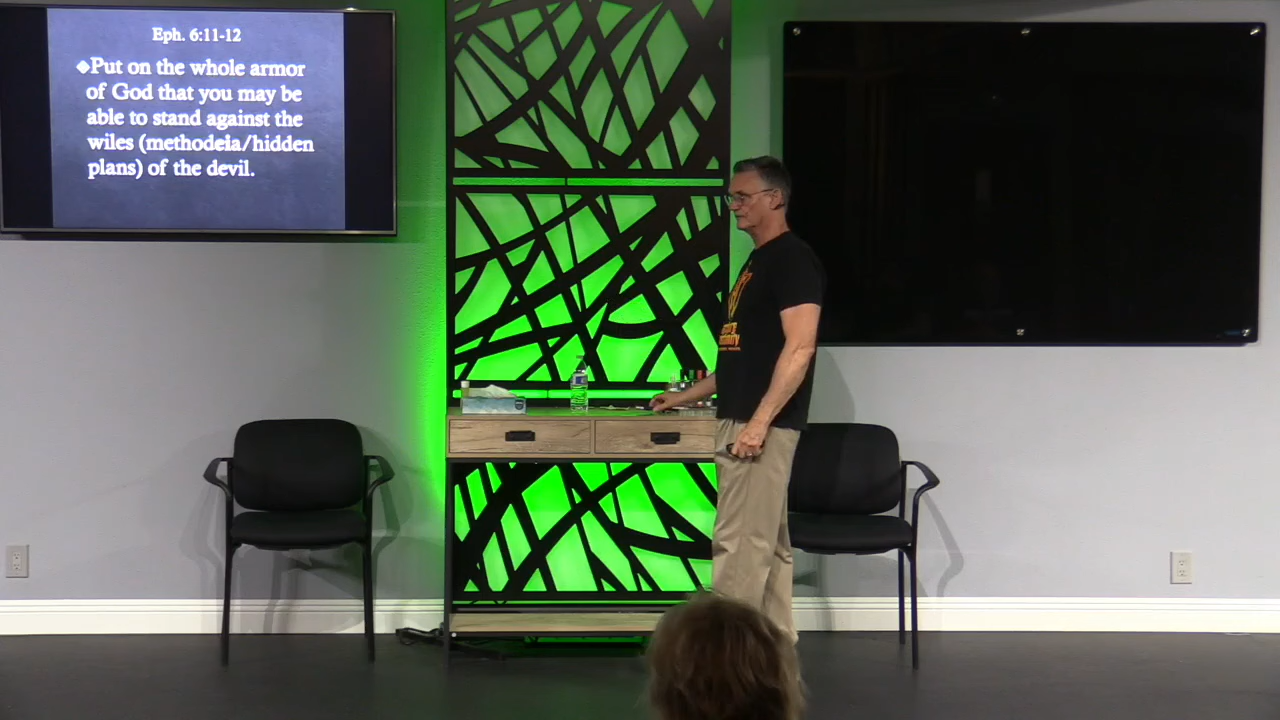 Eph. 6:11-12
◆Put on the whole armor
of God that you may be
able to stand against the
wiles (methodeia/hidden
plans) of the devil.